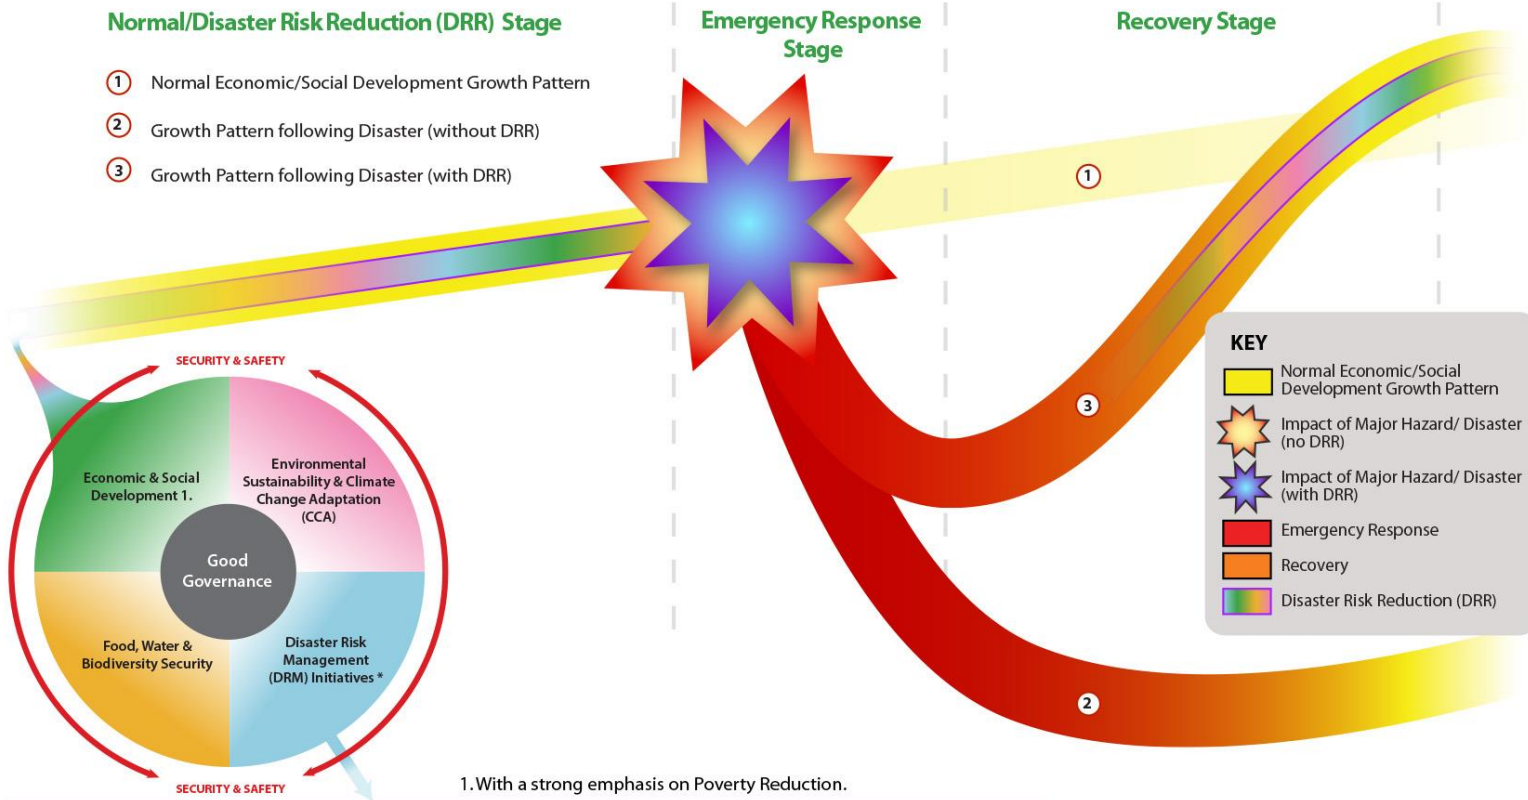 Normal/Disaster Risk Reduction (DRR) Stage
Emergency Response
Stage
Recovery Stage
1 Normal Economic/Social Development Growth Pattern
2 Growth Pattern following Disaster (without DRR)
3 Growth Pattern following Disaster (with DRR)
1
3
2
SECURITY & SAFETY
Economic & Social
Development 1.
Environmental
Sustainability & Climate
Change Adaptation
(CCA)
Good
Governance
Food, Water &
Biodiversity Security
Disaster Risk
Management
(DRM) Initiatives *
SECURITY & SAFETY
KEY
Normal Economic/Social
Development Growth Pattern
Impact of Major Hazard/ Disaster
(no DRR)
Impact of Major Hazard/ Disaster
(with DRR)
Emergency Response
Recovery
Disaster Risk Reduction (DRR)
1. With a strong emphasis on Poverty Reduction.